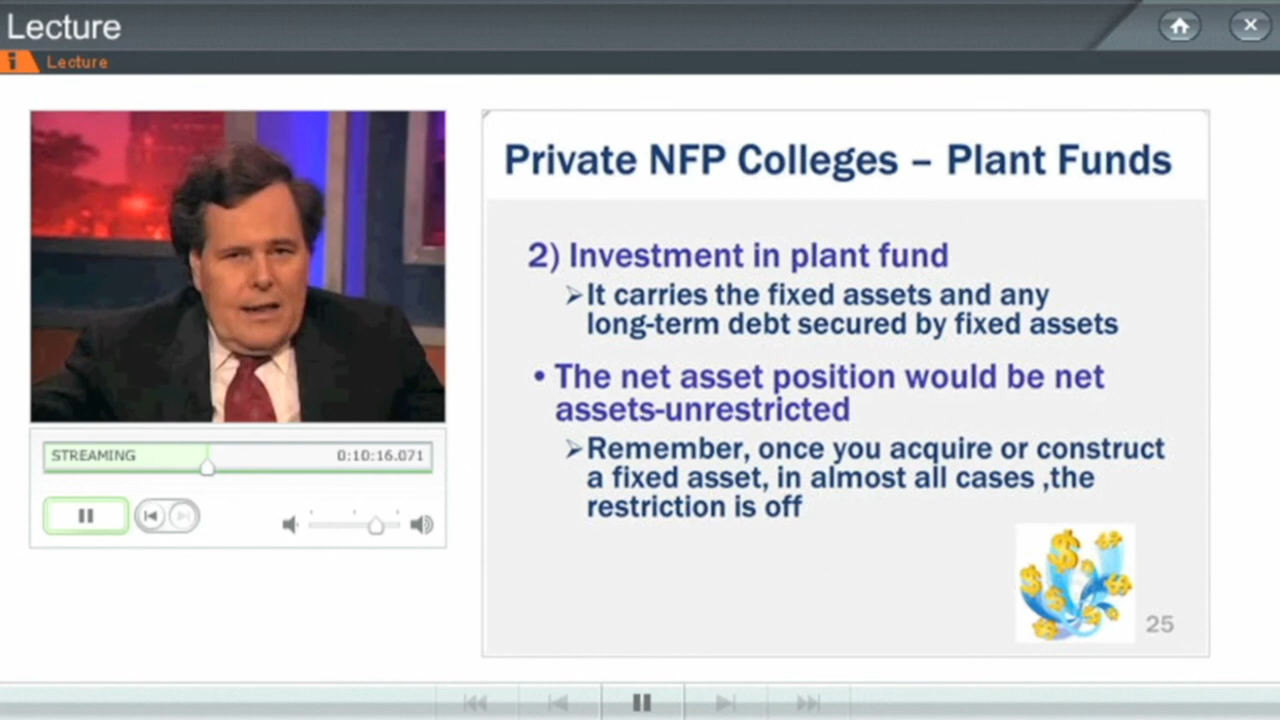 Lecture
i Lecture
Private NFP Colleges – Plant Funds
2) Investment in plant fund
➢It carries the fixed assets and any
long-term debt secured by fixed assets
• The net asset position would be net
assets-unrestricted
➢Remember, once you acquire or construct
a fixed asset, in almost all cases ,the
restriction is off
STREAMING 0:10:16.071
25